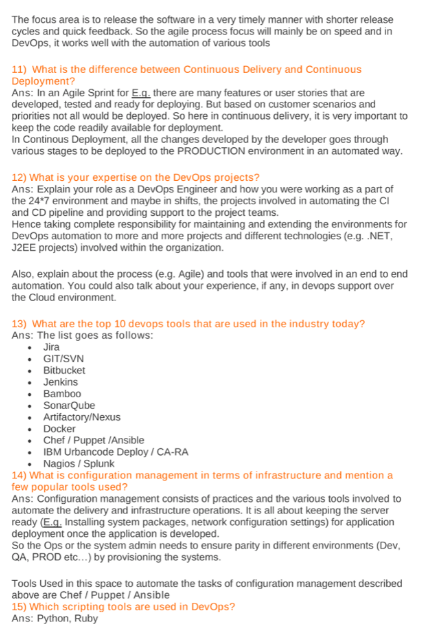 The focus area is to release the software in a very timely manner with shorter release
cycles and quick feedback. So the agile process focus will mainly be on speed and in
DevOps, it works well with the automation of various tools
11) What is the difference between Continuous Delivery and Continuous
Deployment?
Ans: In an Agile Sprint for E.g. there are many features or user stories that are
developed, tested and ready for deploying. But based on customer scenarios and
priorities not all would be deployed. So here in continuous delivery, it is very important to
keep the code readily available for deployment.
In Continous Deployment, all the changes developed by the developer goes through
various stages to be deployed to the PRODUCTION environment in an automated way.
12) What is your expertise on the DevOps projects?
Ans: Explain your role as a DevOps Engineer and how you were working as a part of
the 24*7 environment and maybe in shifts, the projects involved in automating the CI
and CD pipeline and providing support to the project teams.
Hence taking complete responsibility for maintaining and extending the environments for
DevOps automation to more and more projects and different technologies (e.g. .NET,
J2EE projects) involved within the organization.
Also, explain about the process (e.g. Agile) and tools that were involved in an end to end
automation. You could also talk about your experience, if any, in devops support over
the Cloud environment.
13) What are the top 10 devops tools that are used in the industry today?
Ans: The list goes as follows:
• Jira
• GIT/SVN
• Bitbucket
• Jenkins
• Bamboo
• SonarQube
• Artifactory/Nexus
• Docker
• Chef / Puppet /Ansible
• IBM Urbancode Deploy / CA-RA
• Nagios / Splunk
14) What is configuration management in terms of infrastructure and mention a
few popular tools used?
Ans: Configuration management consists of practices and the various tools involved to
automate the delivery and infrastructure operations. It is all about keeping the server
ready (E.g. Installing system packages, network configuration settings) for application
deployment once the application is developed.
So the Ops or the system admin needs to ensure parity in different environments (Dev,
QA, PROD etc...) by provisioning the systems.
Tools Used in this space to automate the tasks of configuration management described
above are Chef / Puppet / Ansible
15) Which scripting tools are used in DevOps?
Ans: Python, Ruby